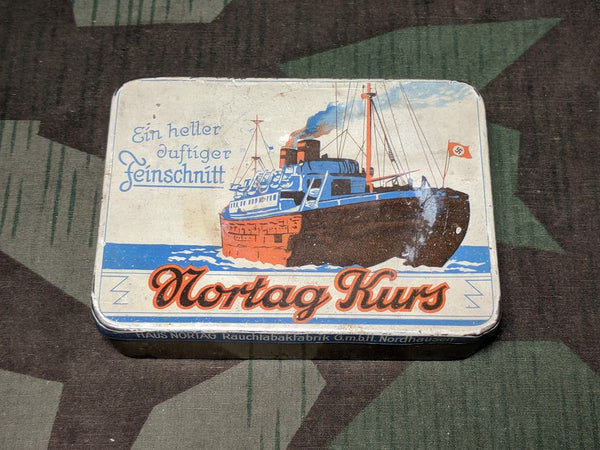 Ein heller
duftiger
Feinschnitt
Nortag Kurs
HAUS NORTAG Rauchtabakfabrik G.m.b.H. Nordhausen